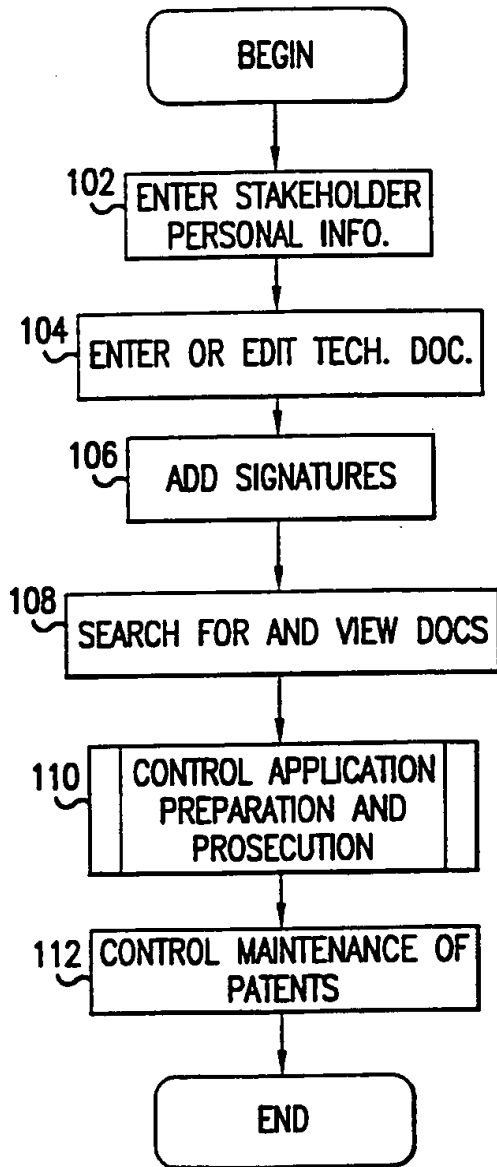 BEGIN
102
ENTER STAKEHOLDER
PERSONAL INFO.
104
ENTER OR EDIT TECH. DOC.
106
ADD SIGNATURES
108
SEARCH FOR AND VIEW DOCS
110
CONTROL APPLICATION
PREPARATION AND
PROSECUTION
112
CONTROL MAINTENANCE OF
PATENTS
END